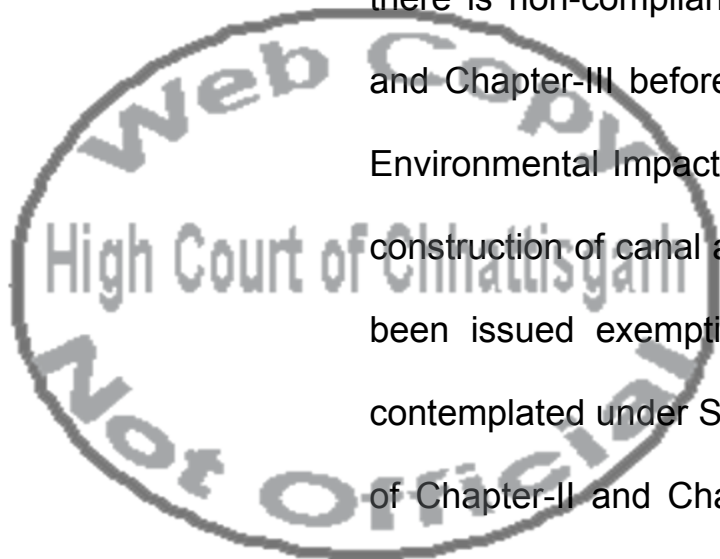 there is non-complian
and Chapter-III before
Environmental Impact
construction of canal a
been issued exempti
contemplated under S
of Chapter-II and Cha
Web Copy
High Court of Chhattisgarh
Not Official